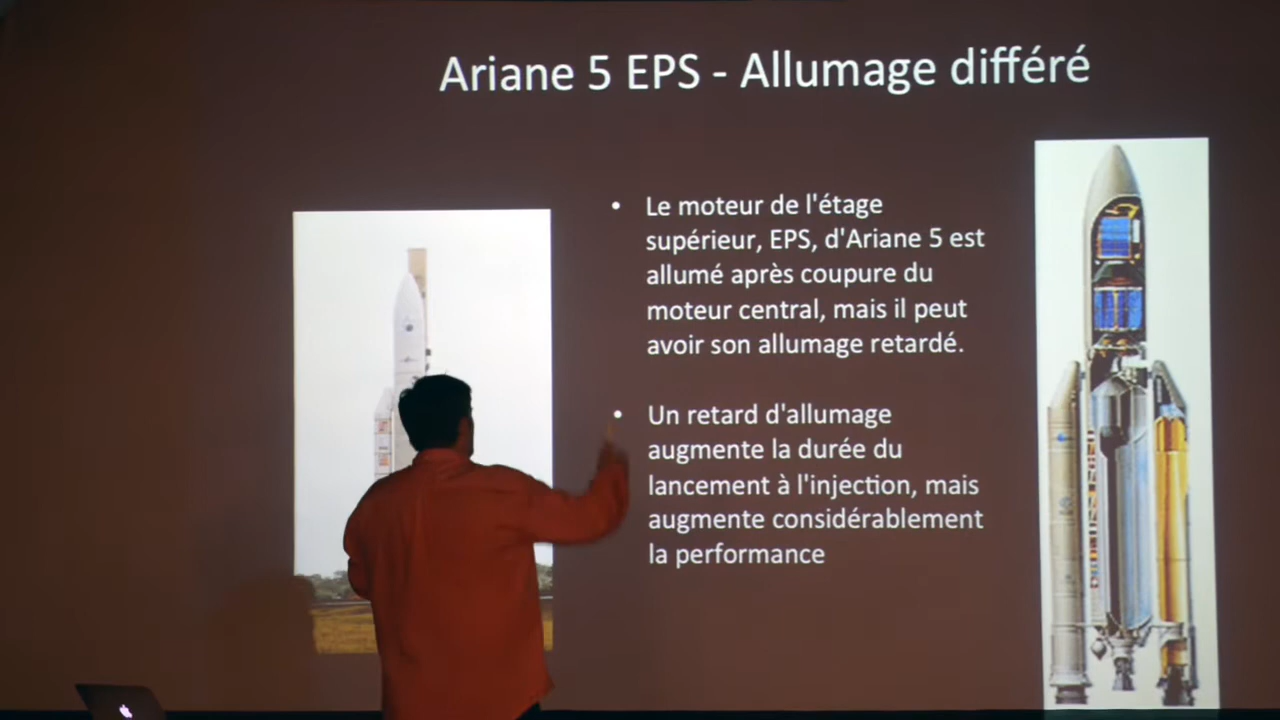 Ariane 5 EPS - Allumage différé
• Le moteur de l'étage
supérieur, EPS, d'Ariane 5 est
allumé après coupure du
moteur central, mais il peut
avoir son allumage retardé.
• Un retard d'allumage
augmente la durée du
lancement à l'injection, mais
augmente considérablement
la performance